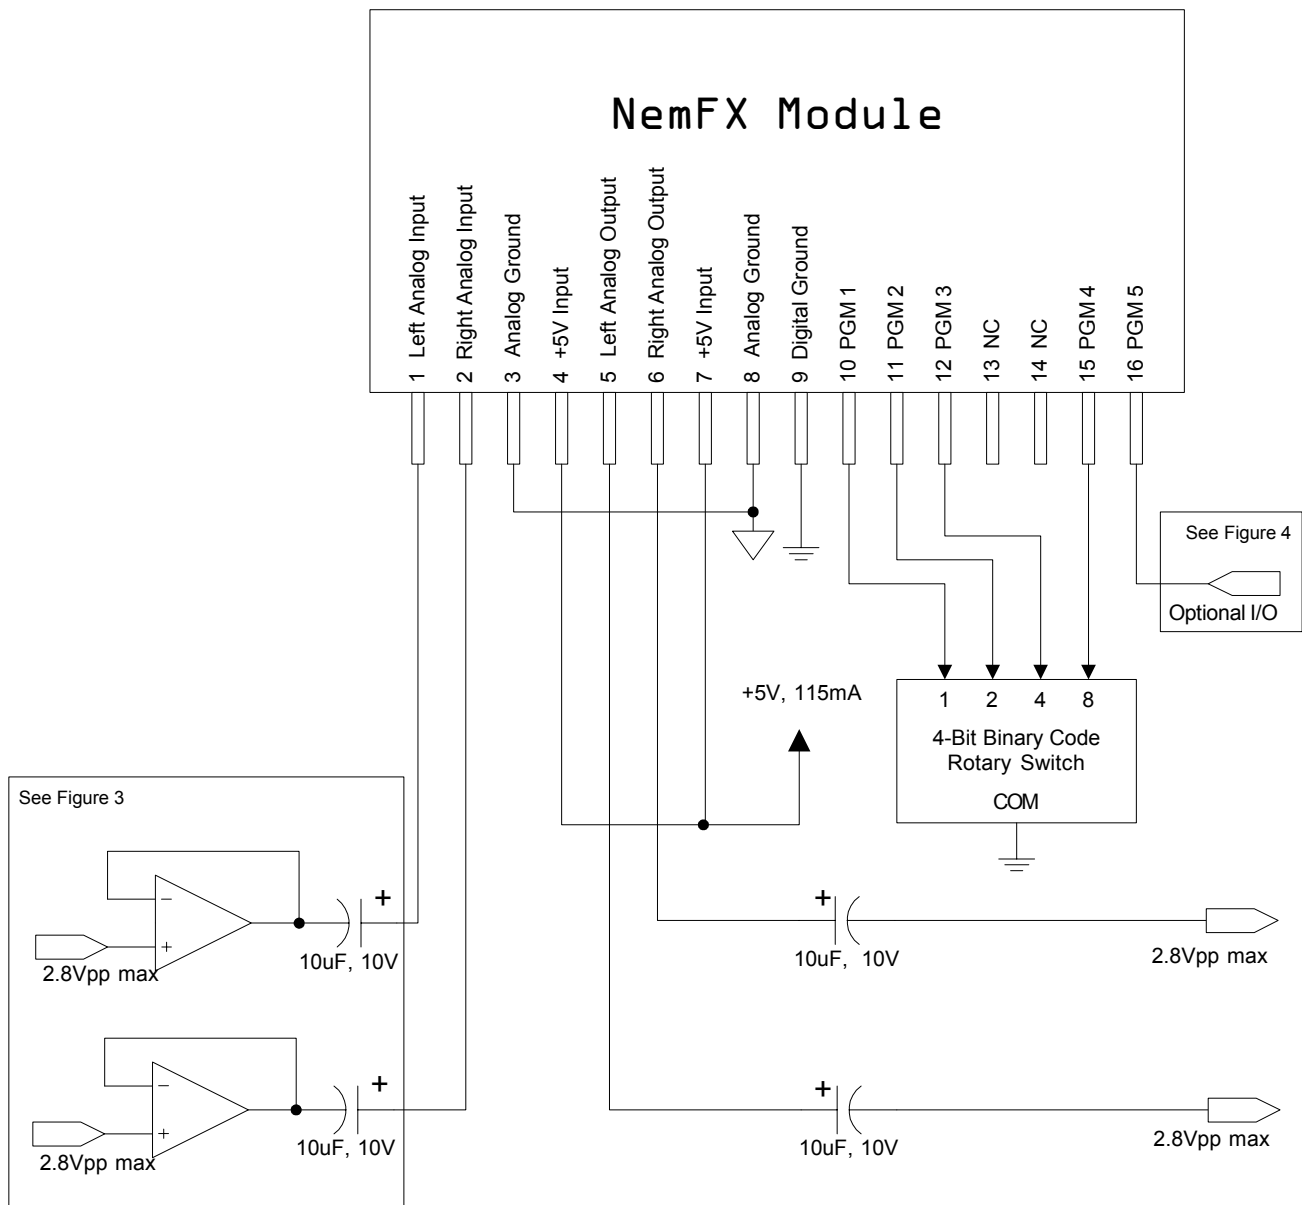 NemFX Module
1 Left Analog Input
2 Right Analog Input
3 Analog Ground
4 +5V Input
5 Left Analog Output
6 Right Analog Output
7 +5V Input
8 Analog Ground
9 Digital Ground
10 PGM 1
11 PGM 2
12 PGM 3
13 NC
14 NC
15 PGM 4
16 PGM 5
See Figure 4
Optional I/O
+5V, 115mA
1 2 4 8
4-Bit Binary Code
Rotary Switch
COM
See Figure 3
−
+
2.8Vpp max
+
10uF, 10V
+
10uF, 10V
2.8Vpp max
−
+
2.8Vpp max
+
10uF, 10V
+
10uF, 10V
2.8Vpp max